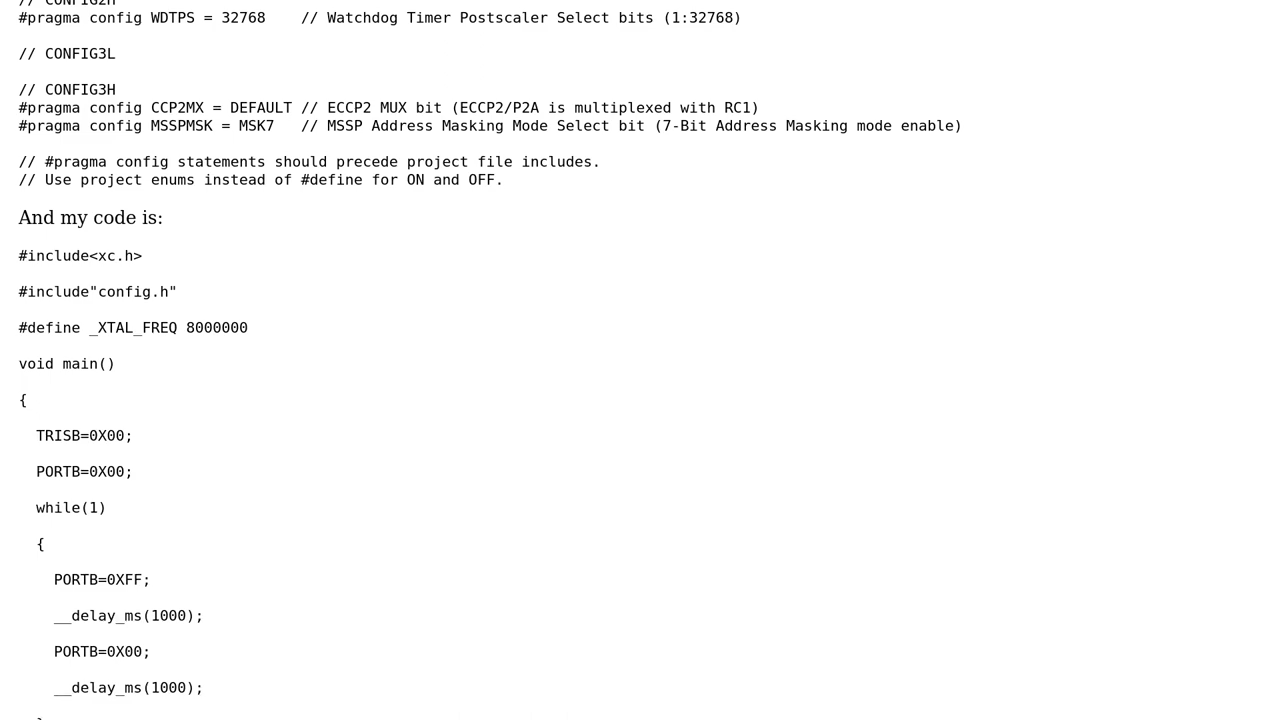 // CONFIG2H
#pragma config WDTPS = 32768    // Watchdog Timer Postscaler Select bits (1:32768)
// CONFIG3L
// CONFIG3H
#pragma config CCP2MX = DEFAULT // ECCP2 MUX bit (ECCP2/P2A is multiplexed with RC1)
#pragma config MSSPMSK = MSK7   // MSSP Address Masking Mode Select bit (7-Bit Address Masking mode enable)
// #pragma config statements should precede project file includes.
// Use project enums instead of #define for ON and OFF.
And my code is:
#include<xc.h>
#include"config.h"
#define _XTAL_FREQ 8000000
void main()
{
  TRISB=0X00;
  PORTB=0X00;
  while(1)
  {
    PORTB=0XFF;
    __delay_ms(1000);
    PORTB=0X00;
    __delay_ms(1000);
  }